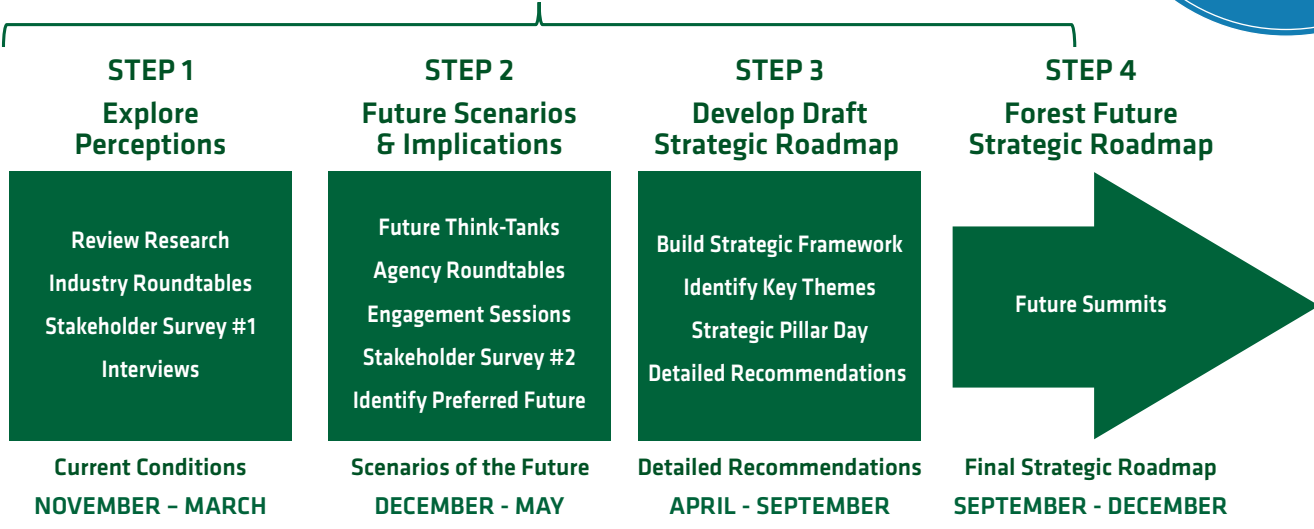 STEP 1
Explore
Perceptions
Review Research
Industry Roundtables
Stakeholder Survey #1
Interviews
Current Conditions
NOVEMBER – MARCH
STEP 2
Future Scenarios
& Implications
Future Think-Tanks
Agency Roundtables
Engagement Sessions
Stakeholder Survey #2
Identify Preferred Future
Scenarios of the Future
DECEMBER - MAY
STEP 3
Develop Draft
Strategic Roadmap
Build Strategic Framework
Identify Key Themes
Strategic Pillar Day
Detailed Recommendations
Detailed Recommendations
APRIL - SEPTEMBER
STEP 4
Forest Future
Strategic Roadmap
Future Summits
Final Strategic Roadmap
SEPTEMBER - DECEMBER